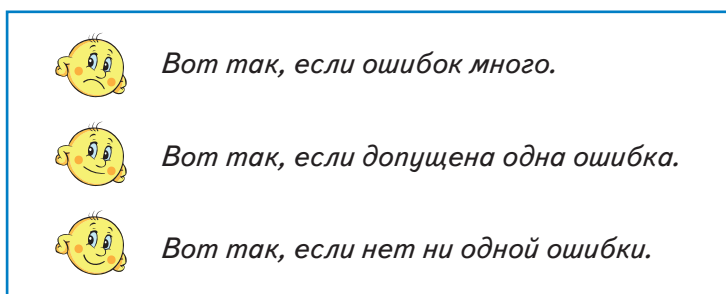 Вот так, если ошибок много.
Вот так, если допущена одна ошибка.
Вот так, если нет ни одной ошибки.